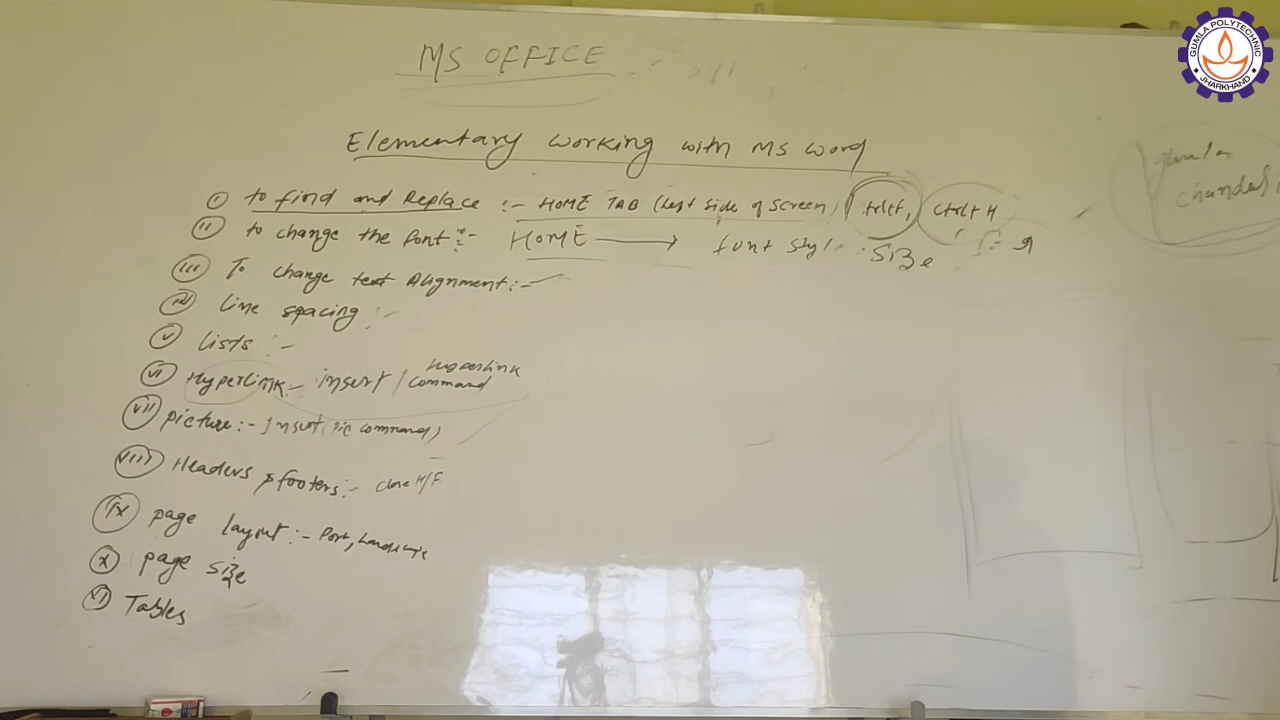 GUMLA POLYTECHNIC
JHARKHAND
MS OFFICE
Elementary working with MS Word
(i) to find and Replace :- HOME TAB (left side of screen) Ctrl+F, Ctrl+H
(ii) to change the font :- HOME → font style Size
(iii) To change text Alignment :-
(iv) line spacing :-
(v) Lists :-
(vi) Hyperlink :- insert / Hyperlink command
(vii) picture :- Insert (pic command)
(viii) Headers & footers :- Close H/F
(ix) page layout :- Port, Landscape
(x) page size
(vi) Tables